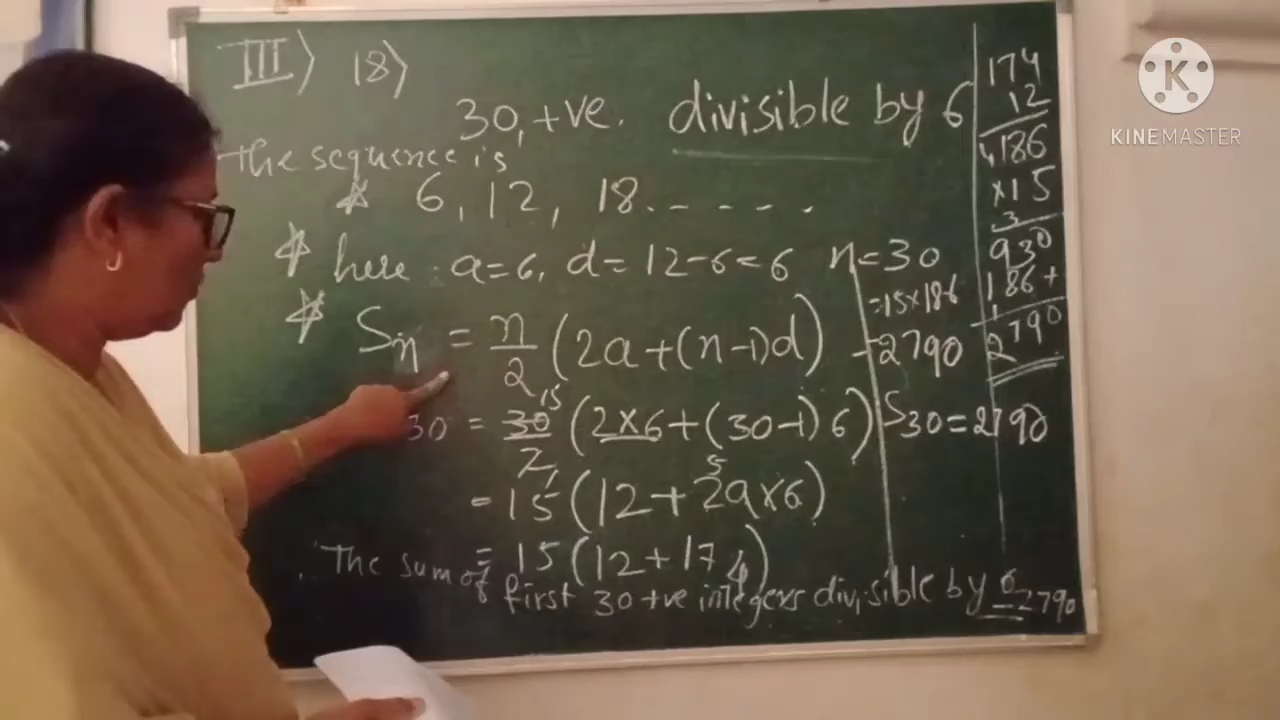 III) 18)
30, +ve. divisible by 6
the sequence is
* 6, 12, 18. - - - - .
* here : a=6, d= 12-6=6 n=30
* Sn = n/2 (2a+(n-1)d)
30 = 30/2 (2×6+(30-1)6)
15
1
= 15 (12 + 29×6)
5
= 15(12+174)
=15×186
=2790
S30=2790
The sum of first 30 +ve integers divisible by 6 = 2790
174
12
186
×15
930
186+
2790
K
KINEMASTER